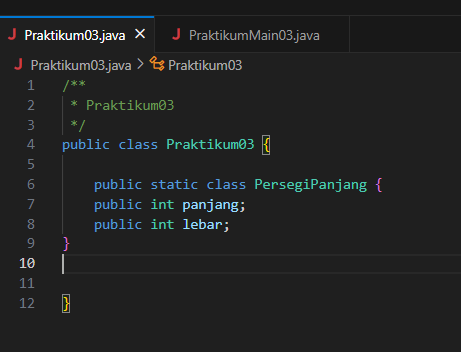 J Praktikum03.java × J PraktikumMain03.java
J Praktikum03.java > Praktikum03
1 /**
2  * Praktikum03
3  */
4 public class Praktikum03 {
5
6     public static class PersegiPanjang {
7     public int panjang;
8     public int lebar;
9 }
10
11
12 }